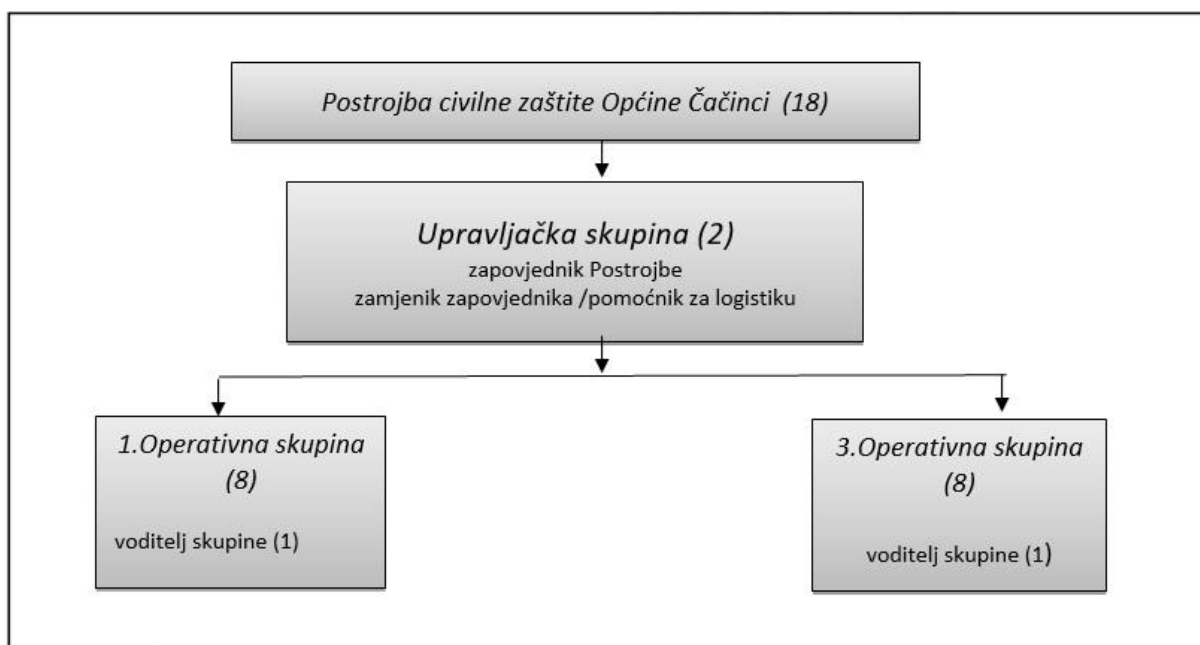 Postrojba civilne zaštite Općine Čačinci (18)
Upravljačka skupina (2)
zapovjednik Postrojbe
zamjenik zapovjednika /pomoćnik za logistiku
1.Operativna skupina
(8)
voditelj skupine (1)
3.Operativna skupina
(8)
voditelj skupine (1)